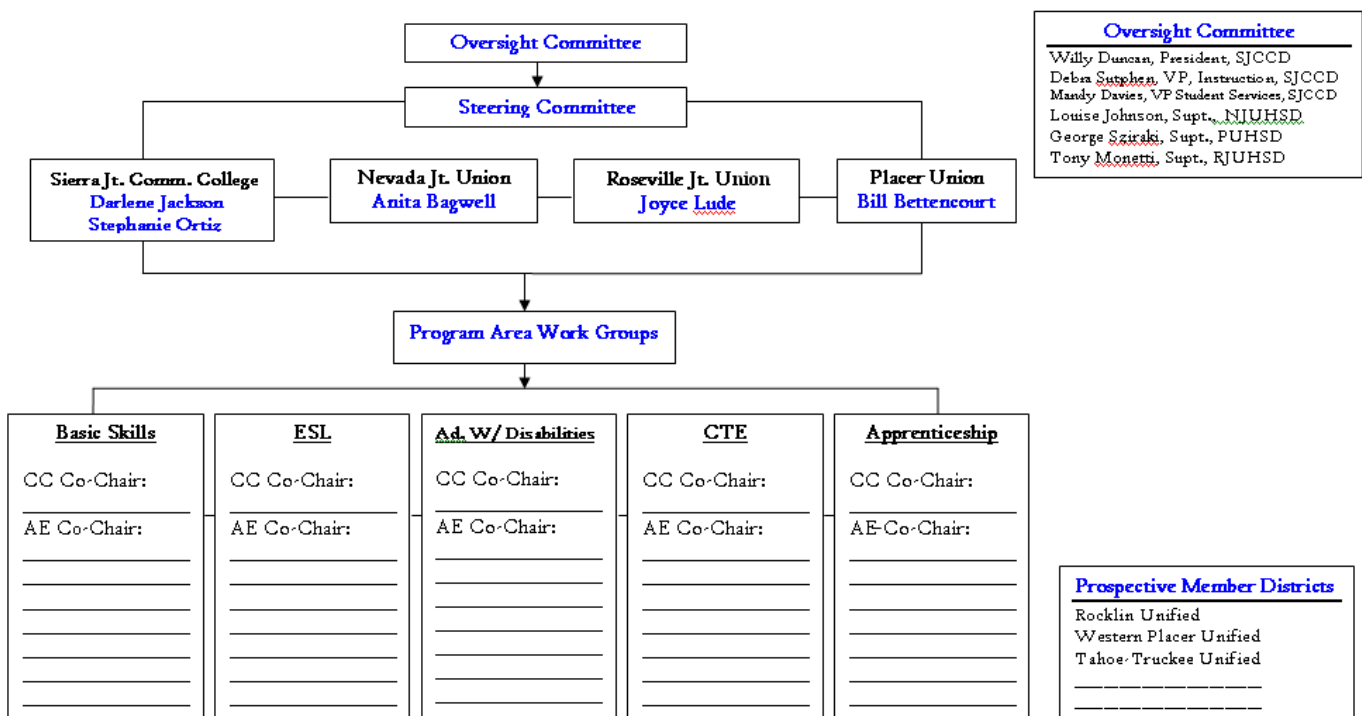 Oversight Committee
Steering Committee
Sierra Jt. Comm. College
Darlene Jackson
Stephanie Ortiz
Nevada Jt. Union
Anita Bagwell
Roseville Jt. Union
Joyce Lude
Placer Union
Bill Bettencourt
Oversight Committee
Willy Duncan, President, SJCCD
Debra Sutphen, VP, Instruction, SJCCD
Mandy Davies, VP Student Services, SJCCD
Louise Johnson, Supt., NJUHSD
George Sziraki, Supt., PUHSD
Tony Monetti, Supt., RJUHSD
Program Area Work Groups
Basic Skills
CC Co-Chair:
AE Co-Chair:
ESL
CC Co-Chair:
AE Co-Chair:
Ad. W/ Disabilities
CC Co-Chair:
AE Co-Chair:
CTE
CC Co-Chair:
AE Co-Chair:
Apprenticeship
CC Co-Chair:
AE-Co-Chair:
Prospective Member Districts
Rocklin Unified
Western Placer Unified
Tahoe-Truckee Unified